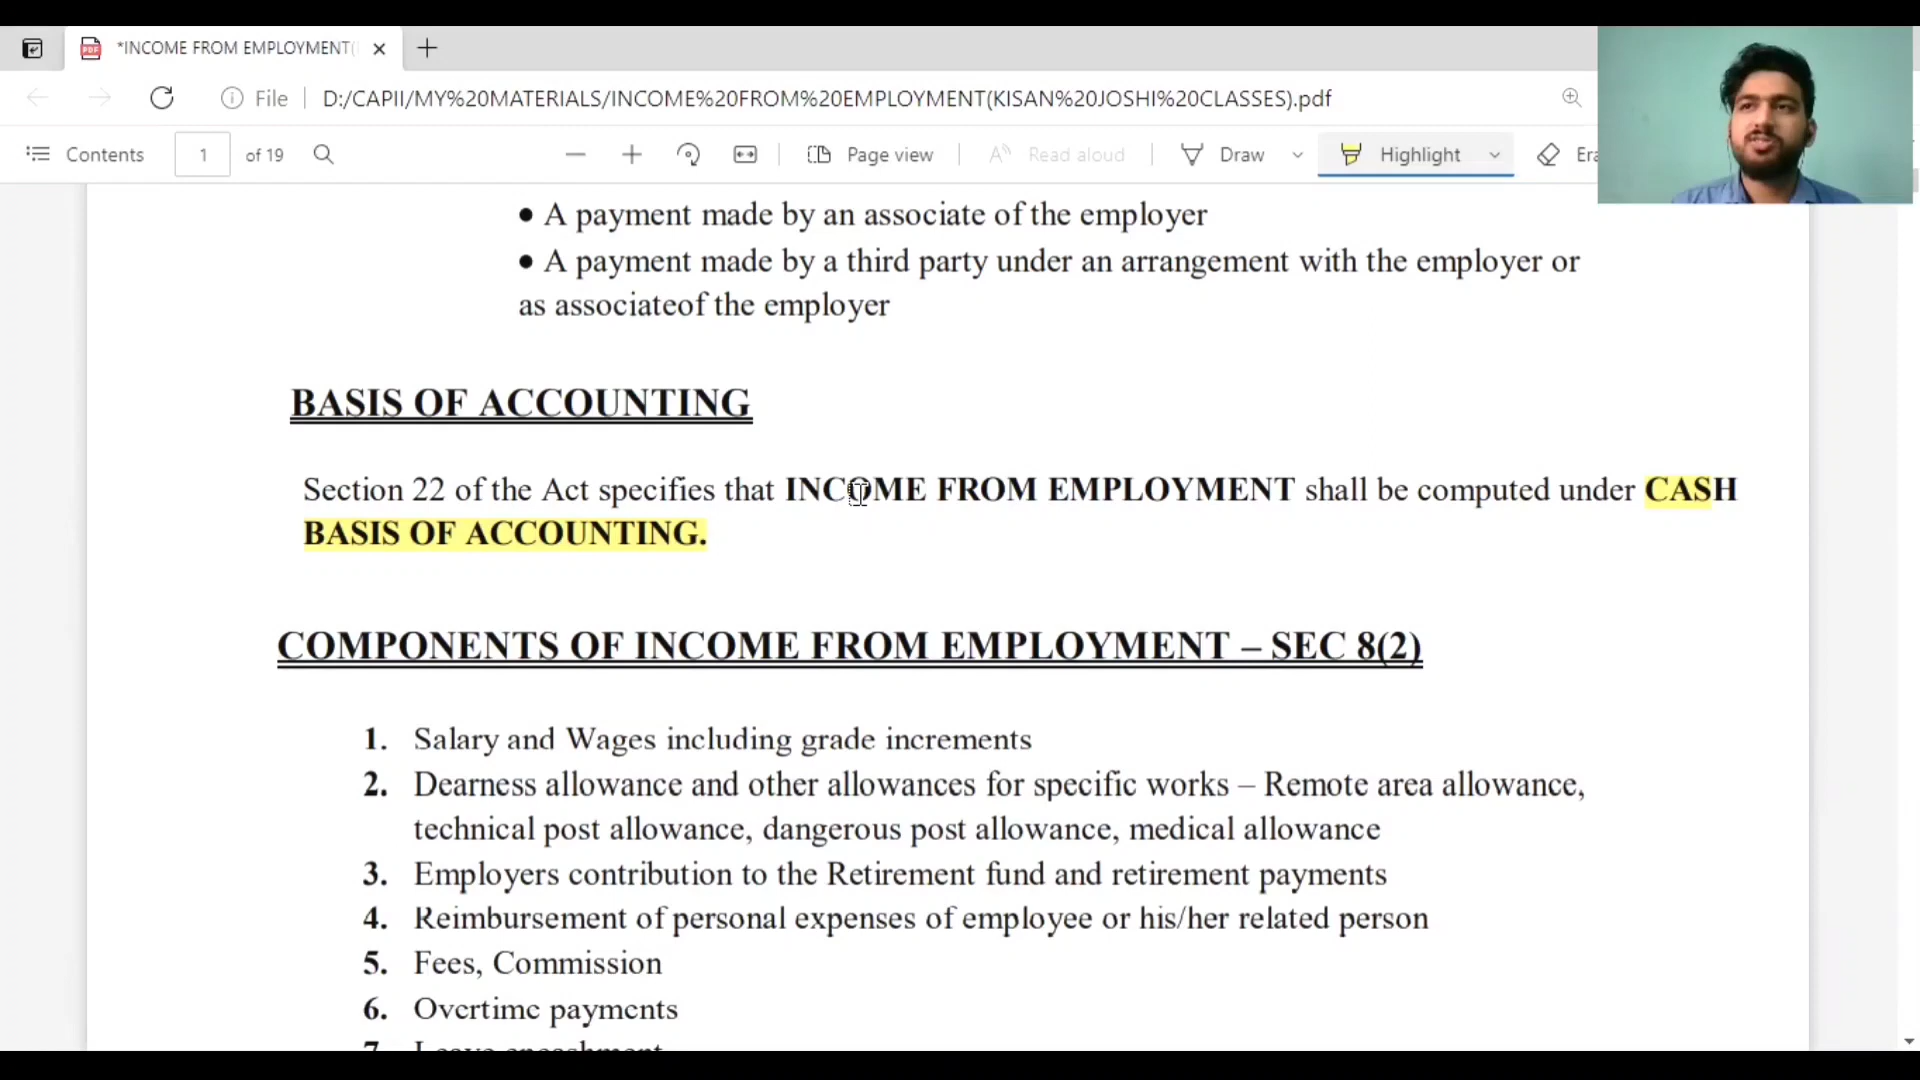 *INCOME FROM EMPLOYMENT(
File
D:/CAPII/MY%20MATERIALS/INCOME%20FROM%20EMPLOYMENT(KISAN%20JOSHI%20CLASSES).pdf
Contents 1 of 19 Page view Read aloud Draw Highlight
• A payment made by an associate of the employer
• A payment made by a third party under an arrangement with the employer or
as associateof the employer
BASIS OF ACCOUNTING
Section 22 of the Act specifies that INCOME FROM EMPLOYMENT shall be computed under CASH
BASIS OF ACCOUNTING.
COMPONENTS OF INCOME FROM EMPLOYMENT – SEC 8(2)
1. Salary and Wages including grade increments
2. Dearness allowance and other allowances for specific works – Remote area allowance,
technical post allowance, dangerous post allowance, medical allowance
3. Employers contribution to the Retirement fund and retirement payments
4. Reimbursement of personal expenses of employee or his/her related person
5. Fees, Commission
6. Overtime payments
7. Leave encashment